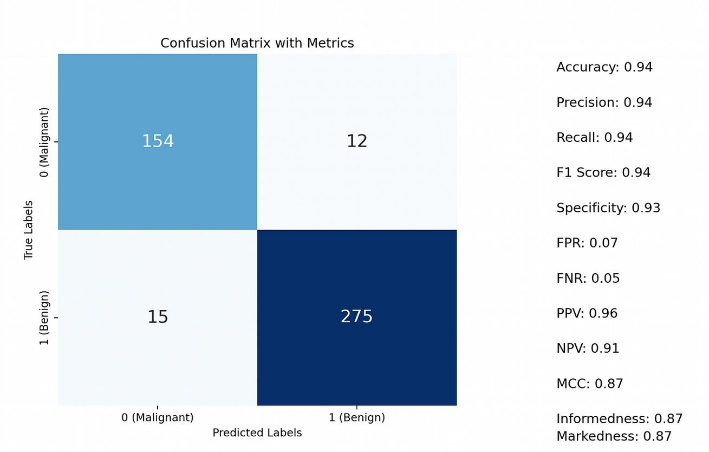 Confusion Matrix with Metrics
True Labels
0 (Malignant)
154
12
1 (Benign)
15
275
0 (Malignant)
1 (Benign)
Predicted Labels
Accuracy: 0.94
Precision: 0.94
Recall: 0.94
F1 Score: 0.94
Specificity: 0.93
FPR: 0.07
FNR: 0.05
PPV: 0.96
NPV: 0.91
MCC: 0.87
Informedness: 0.87
Markedness: 0.87